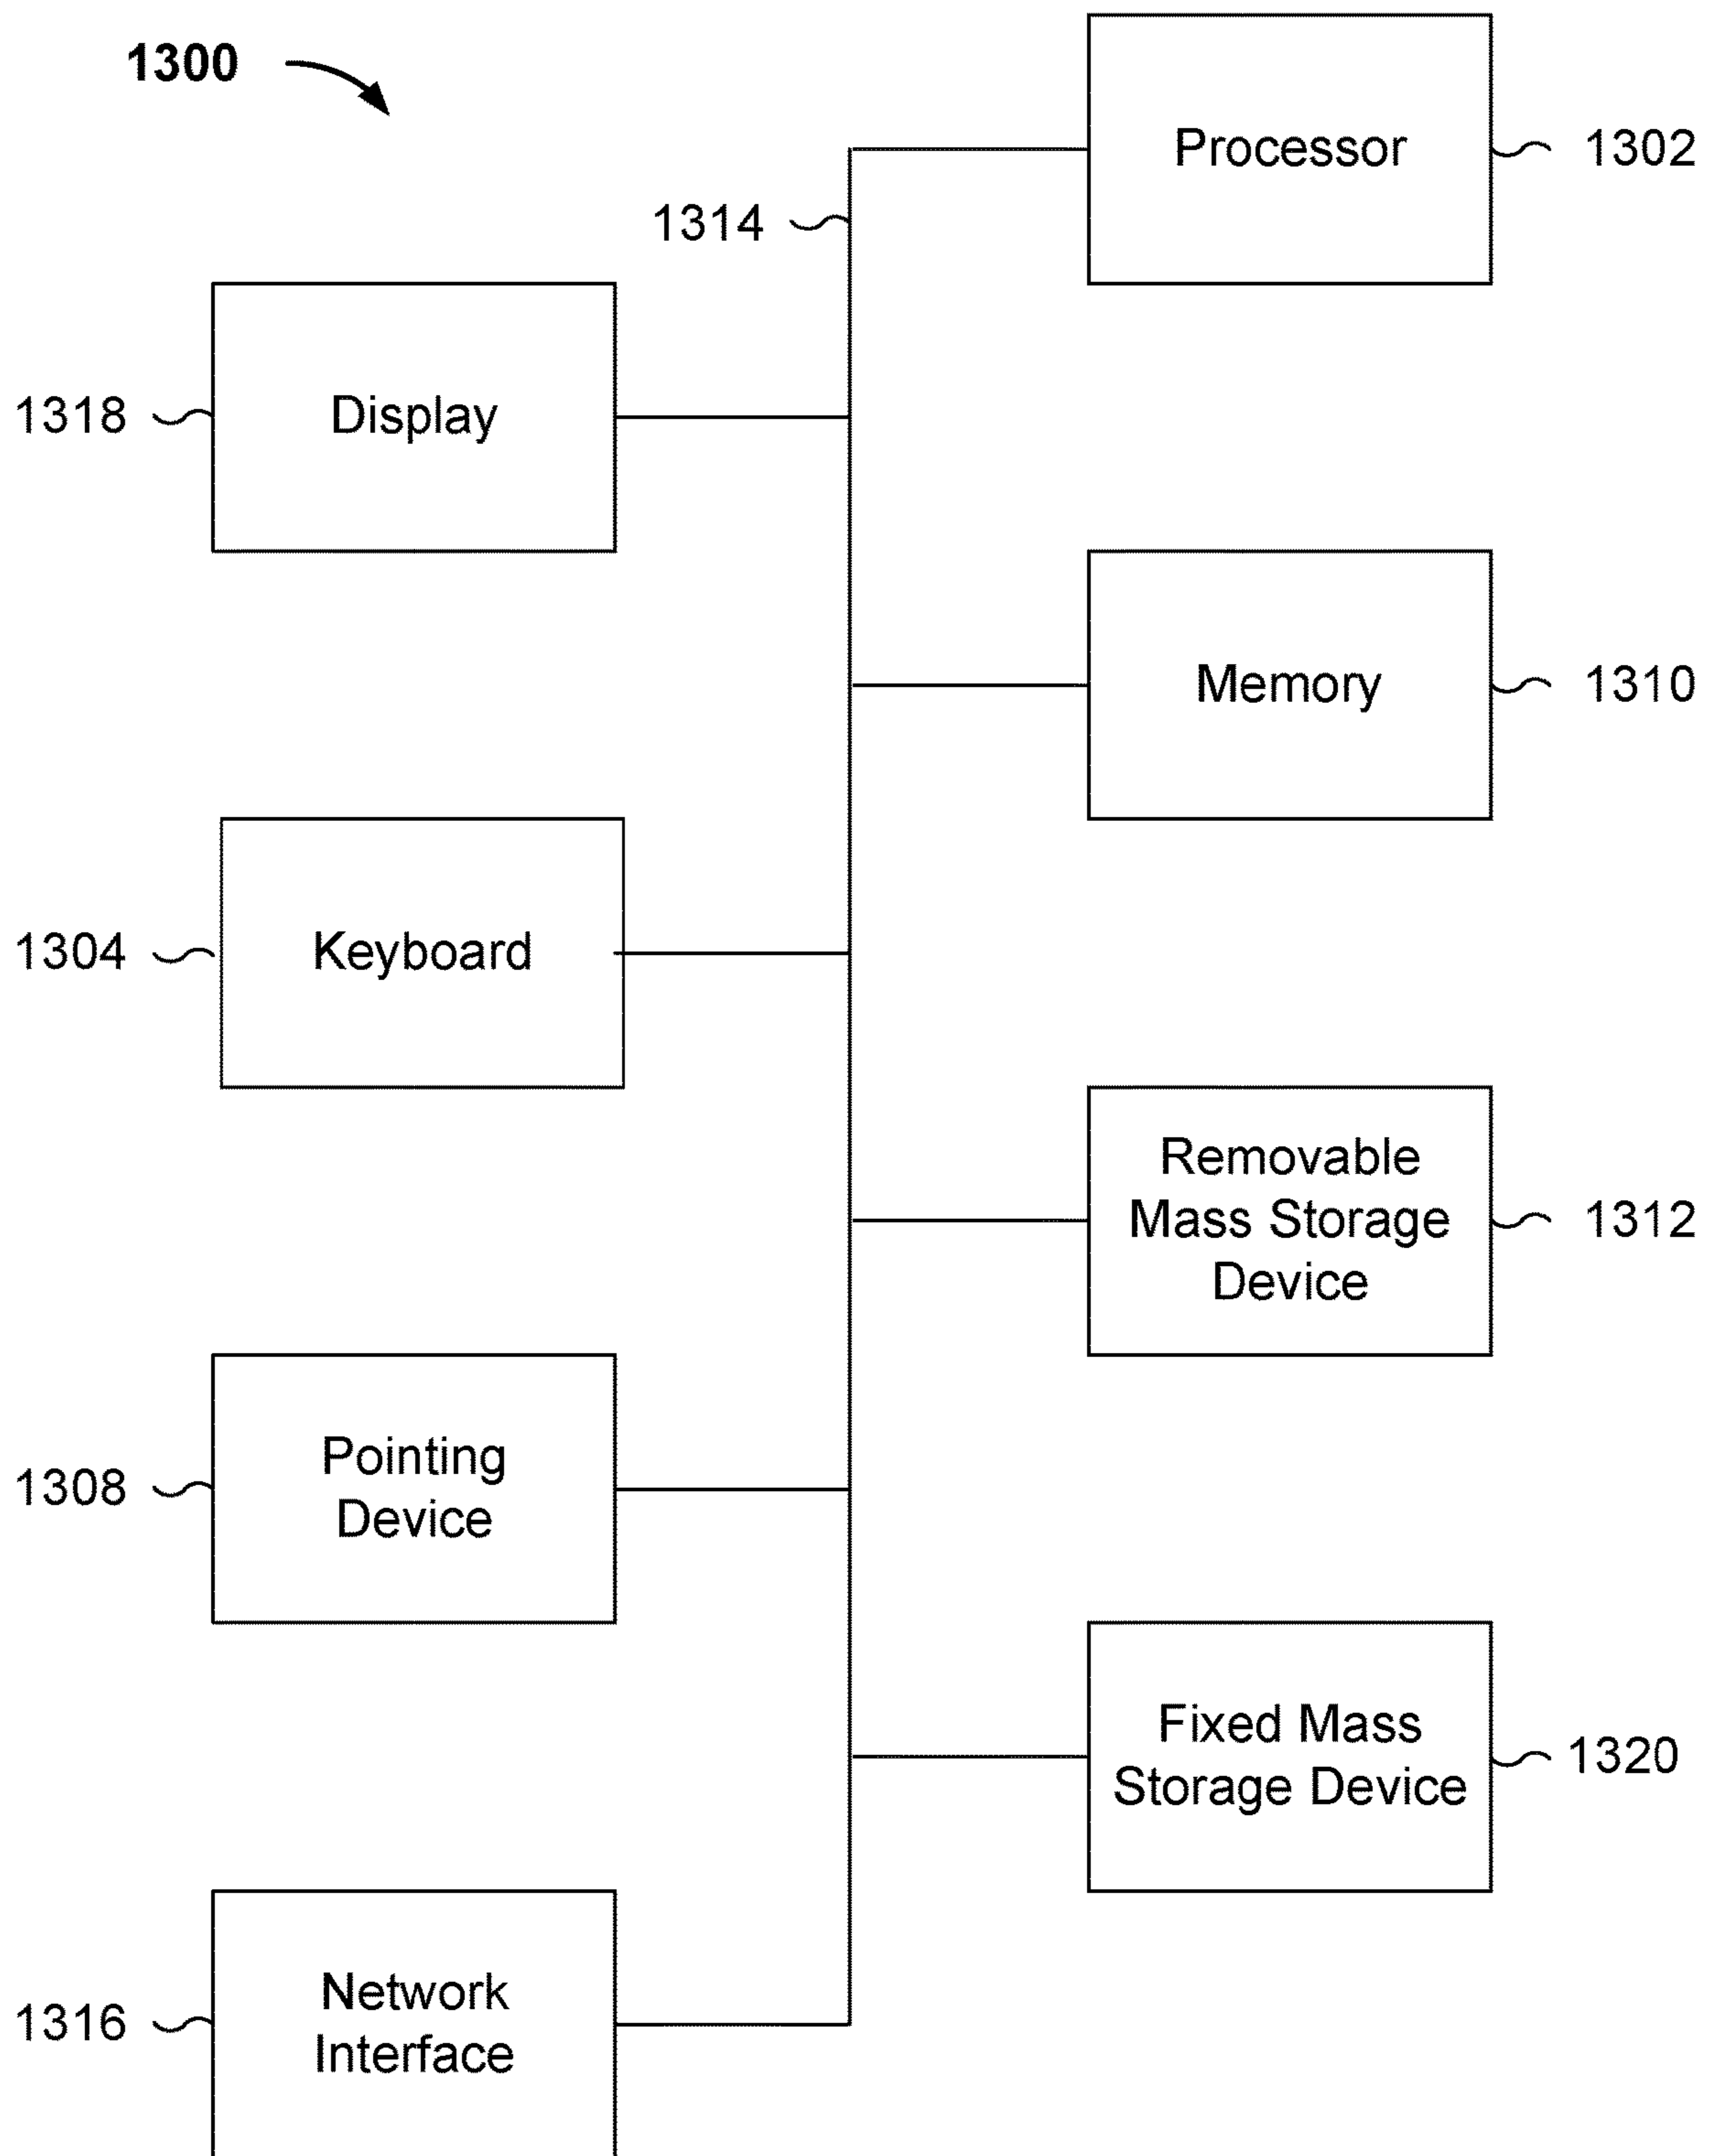 1300
Processor
1302
1314
Display
1318
Memory
1310
Keyboard
1304
Removable
Mass Storage
Device
1312
Pointing
Device
1308
Fixed Mass
Storage Device
1320
Network
Interface
1316